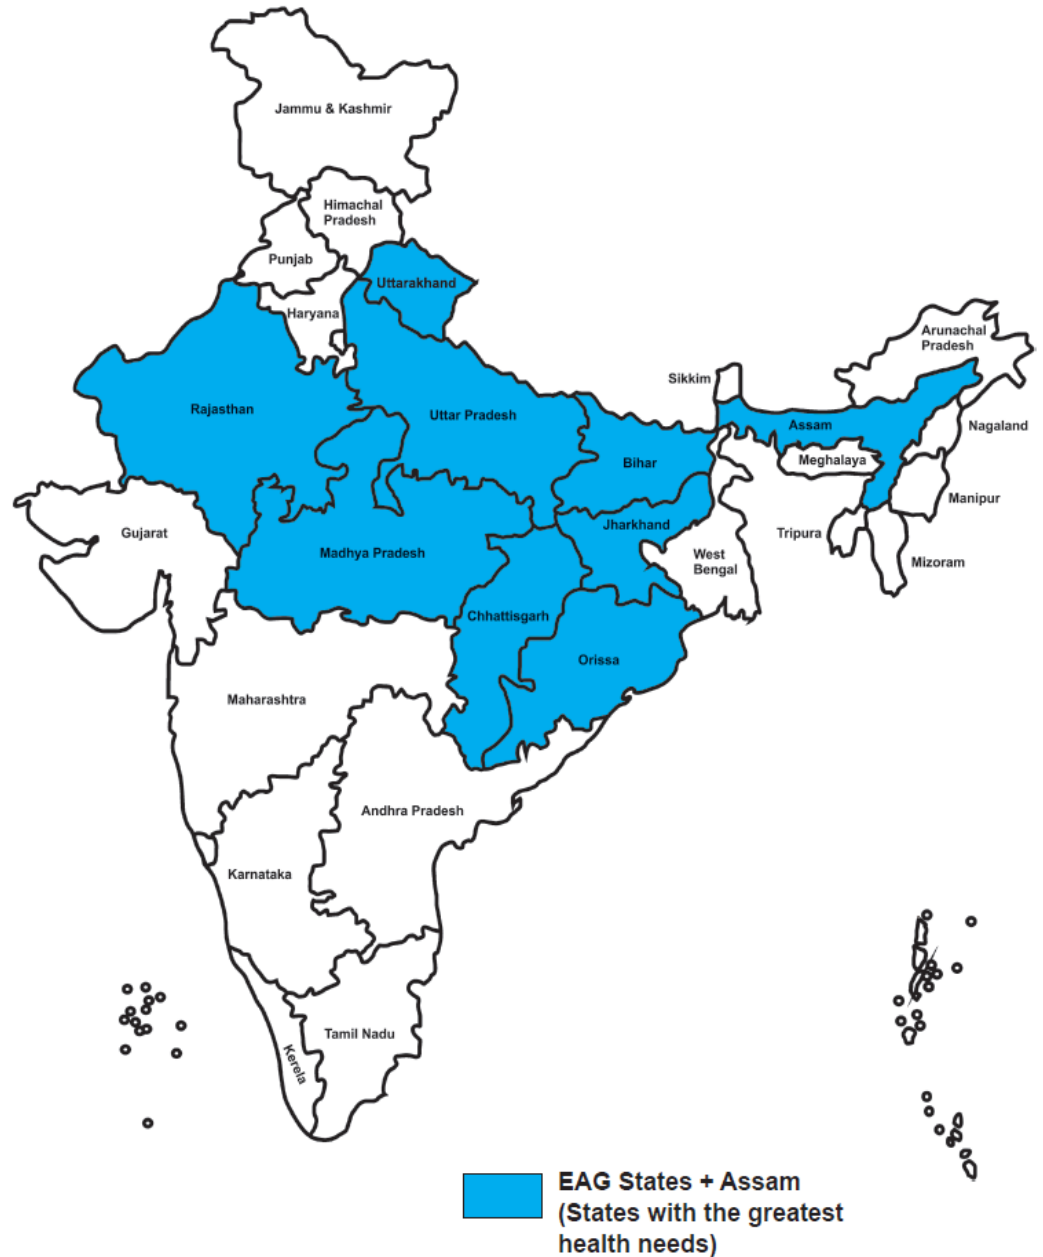 Jammu & Kashmir
Himachal
Pradesh
Punjab
Uttarakhand
Haryana
Arunachal
Pradesh
Sikkim
Rajasthan
Uttar Pradesh
Assam
Nagaland
Bihar
Meghalaya
Manipur
Gujarat
Jharkhand
Tripura
Madhya Pradesh
West
Bengal
Mizoram
Chhattisgarh
Orissa
Maharashtra
Andhra Pradesh
Karnataka
Tamil Nadu
Kerela
EAG States + Assam
(States with the greatest
health needs)